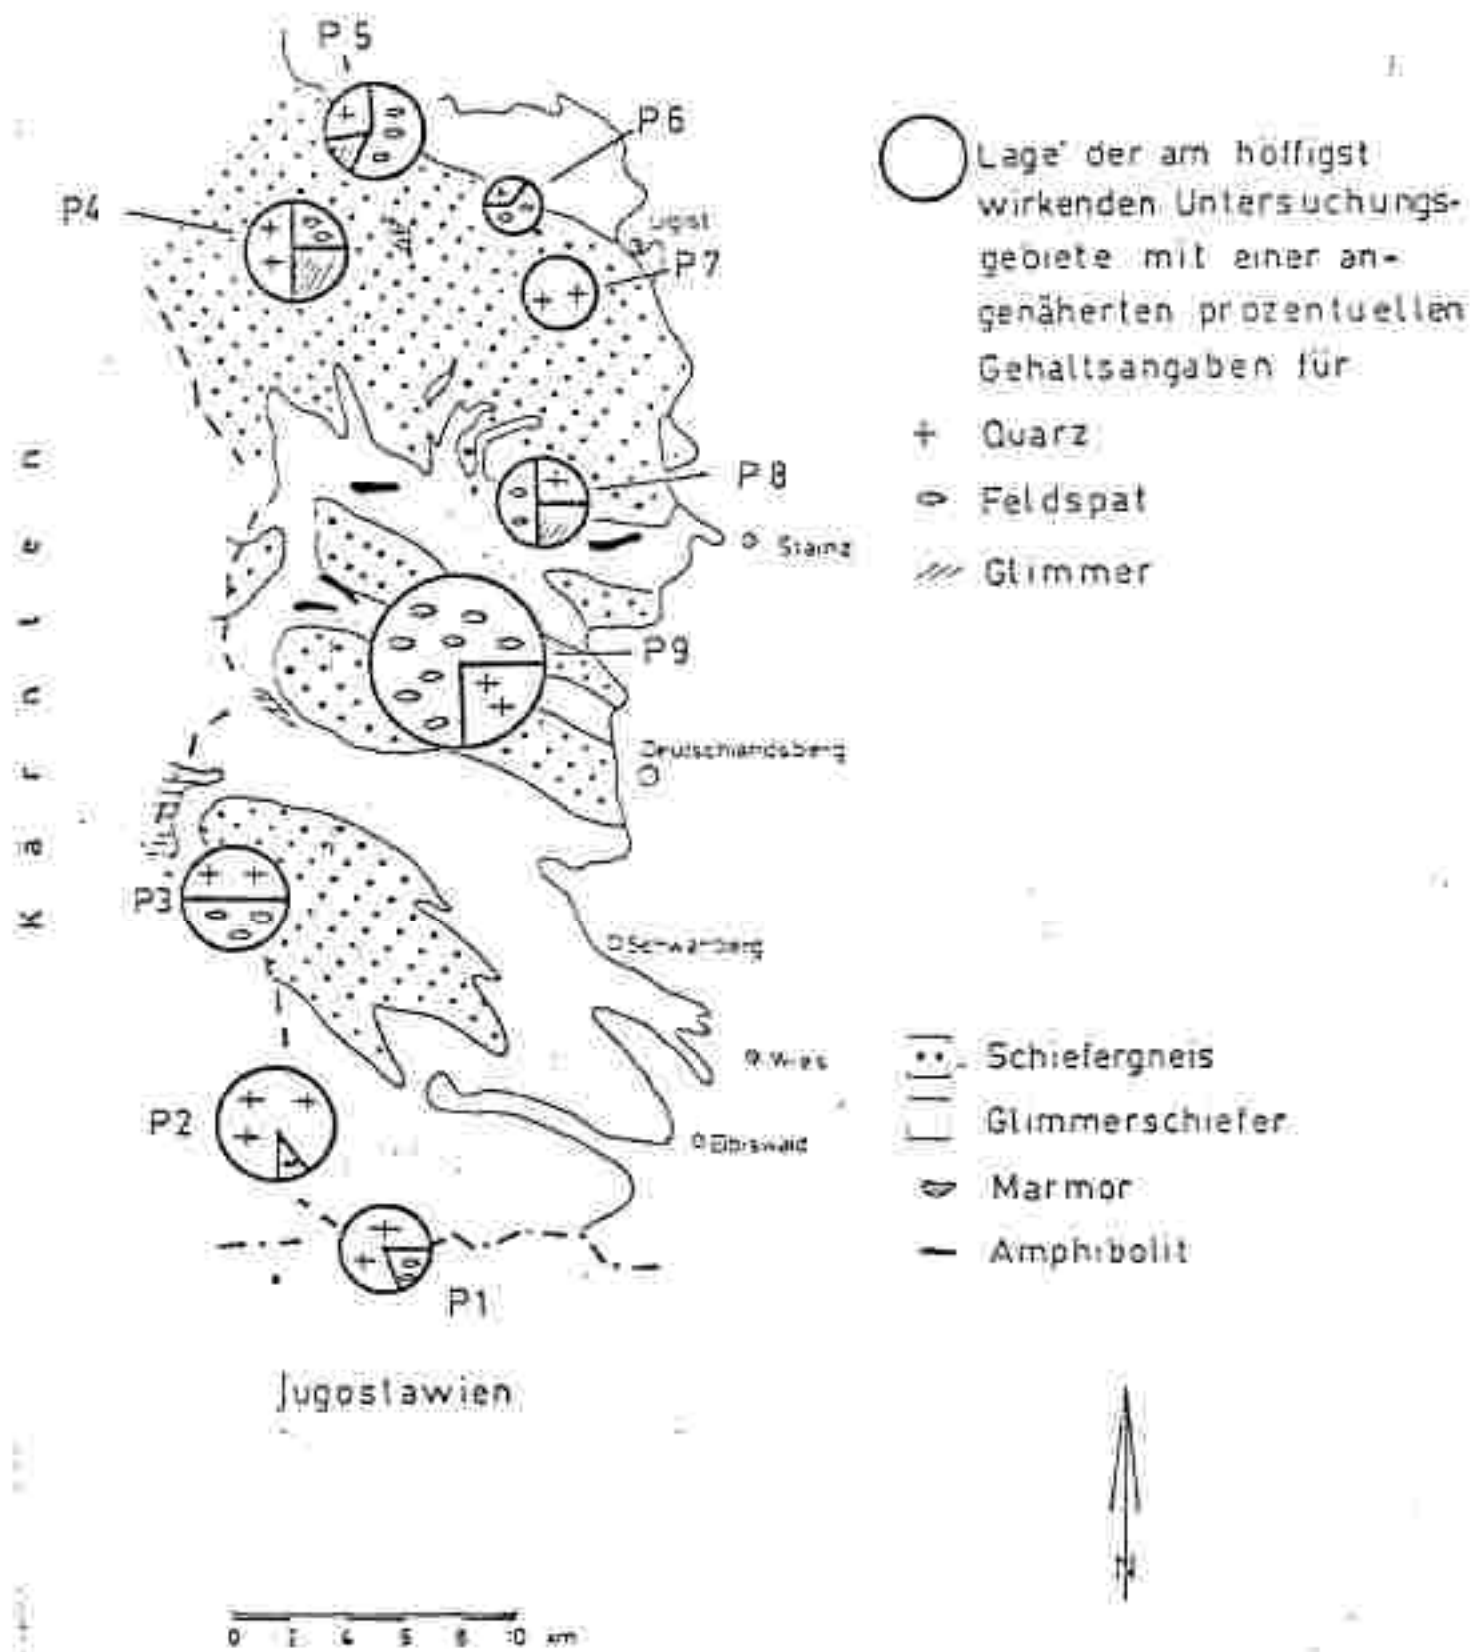 P5
P6
P4
P7
P8
Stainz
P9
Deutschlandsberg
P3
Schwanberg
Wies
P2
Eibiswald
P1
Kärnten
Jugoslawien
0 2 4 6 8 10 km
Lage der am höffigst
wirkenden Untersuchungs-
gebiete mit einer an-
genäherten prozentuellen
Gehaltsangaben für
+ Quarz
Feldspat
Glimmer
Schiefergneis
Glimmerschiefer
Marmor
Amphibolit
N